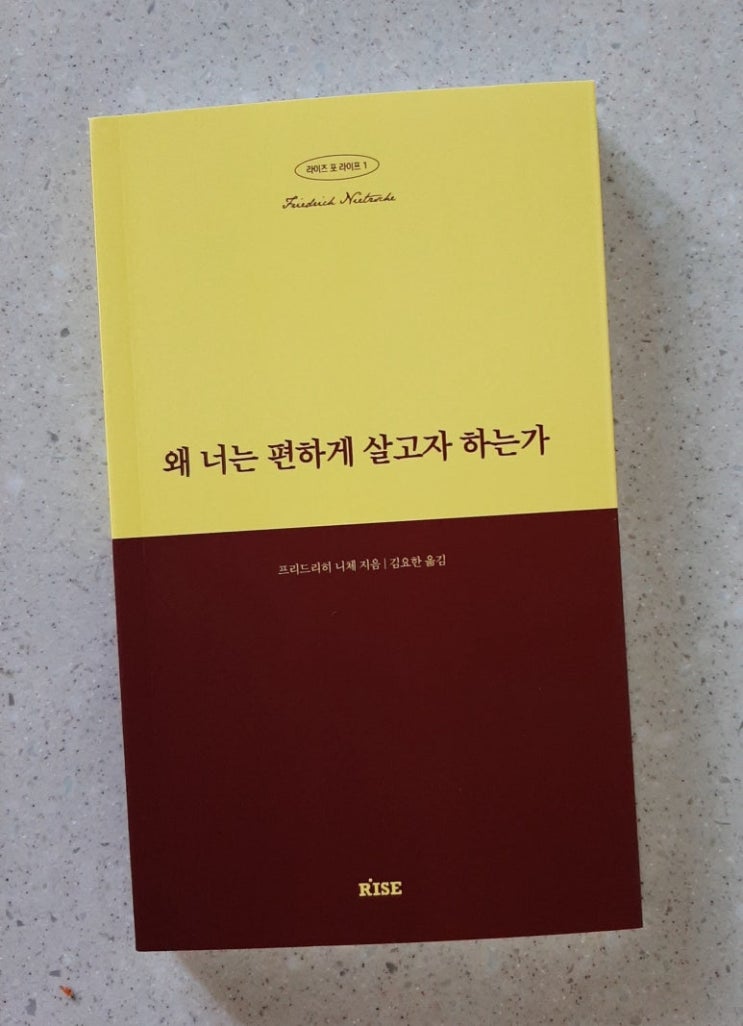 라이즈 포 라이프 1
Friedrich Nietzsche
왜 너는 편하게 살고자 하는가
프리드리히 니체 지음 | 김요한 옮김
RISE